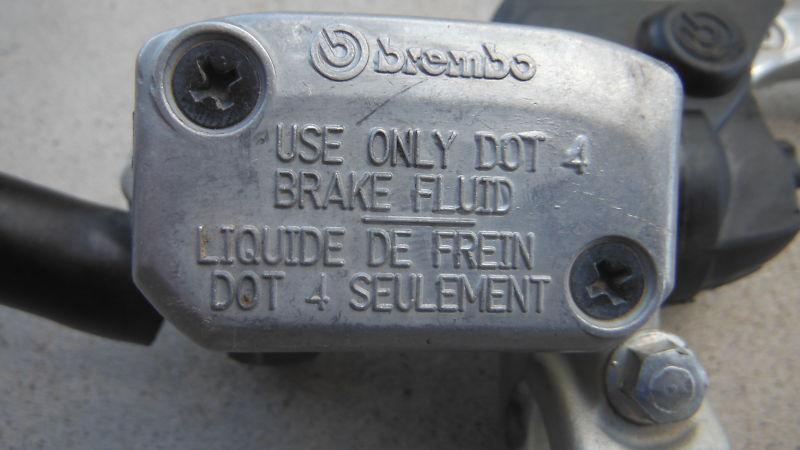 brembo
USE ONLY DOT 4
BRAKE FLUID
LIQUIDE DE FREIN
DOT 4 SEULEMENT